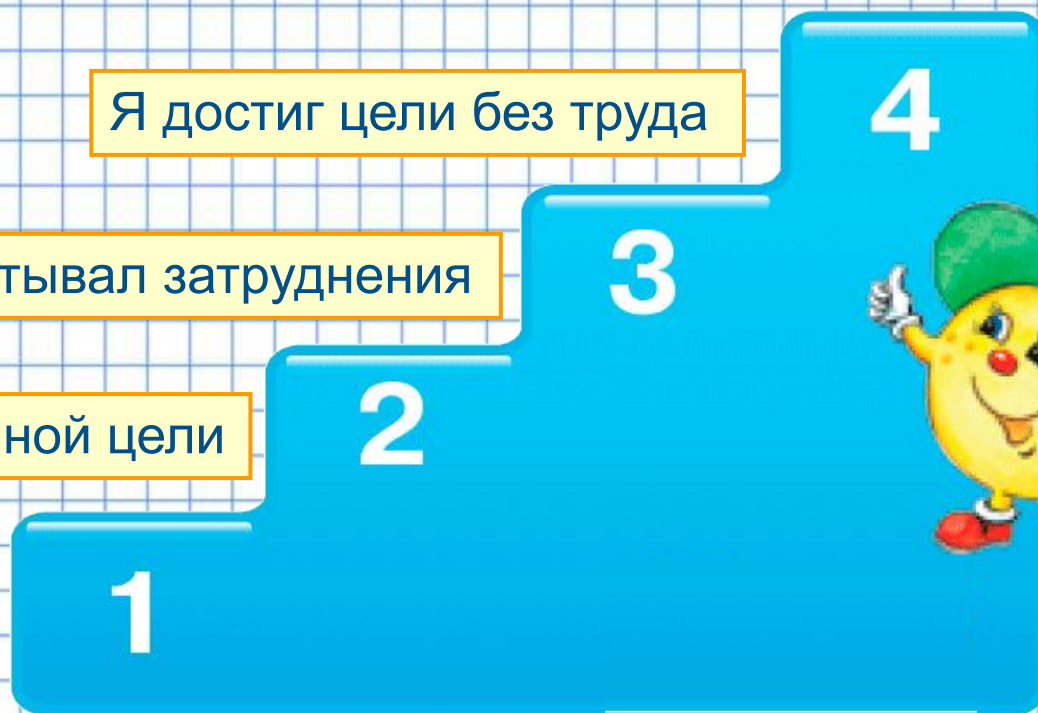 Я достиг цели без труда
4
тывал затруднения
3
ной цели
2
1